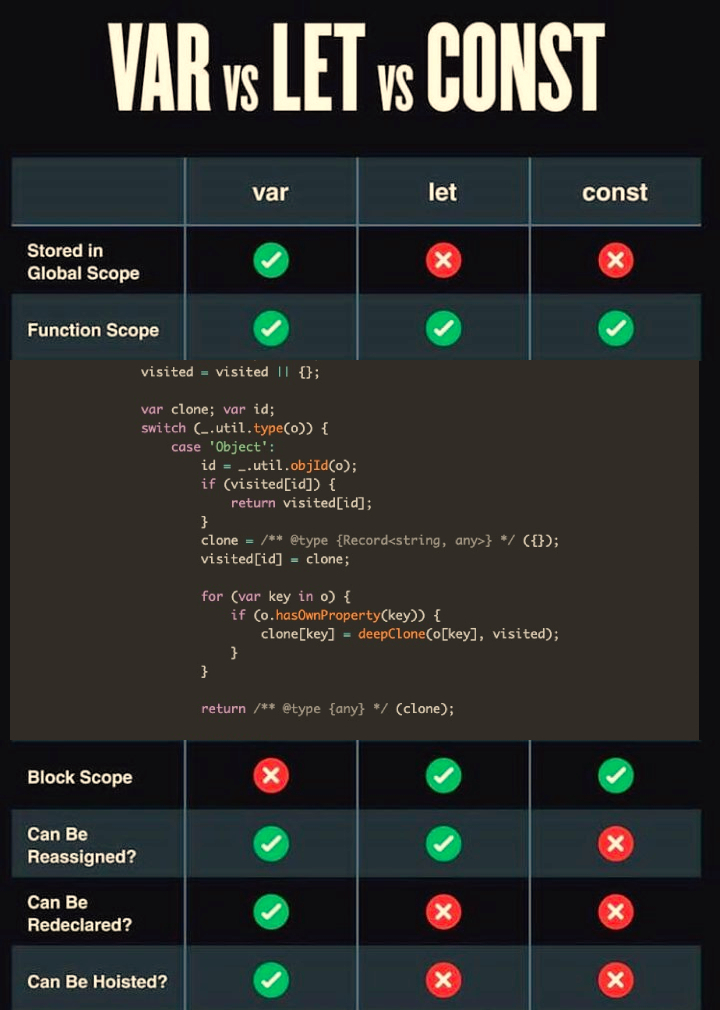 VAR VS LET VS CONST
var let const
Stored in
Global Scope
Function Scope
visited = visited || {};
var clone; var id;
switch (_.util.type(o)) {
case 'Object':
id = _.util.objId(o);
if (visited[id]) {
return visited[id];
}
clone = /** @type {Record<string, any>} */ ({});
visited[id] = clone;
for (var key in o) {
if (o.hasOwnProperty(key)) {
clone[key] = deepClone(o[key], visited);
}
}
return /** @type {any} */ (clone);
Block Scope
Can Be
Reassigned?
Can Be
Redeclared?
Can Be Hoisted?